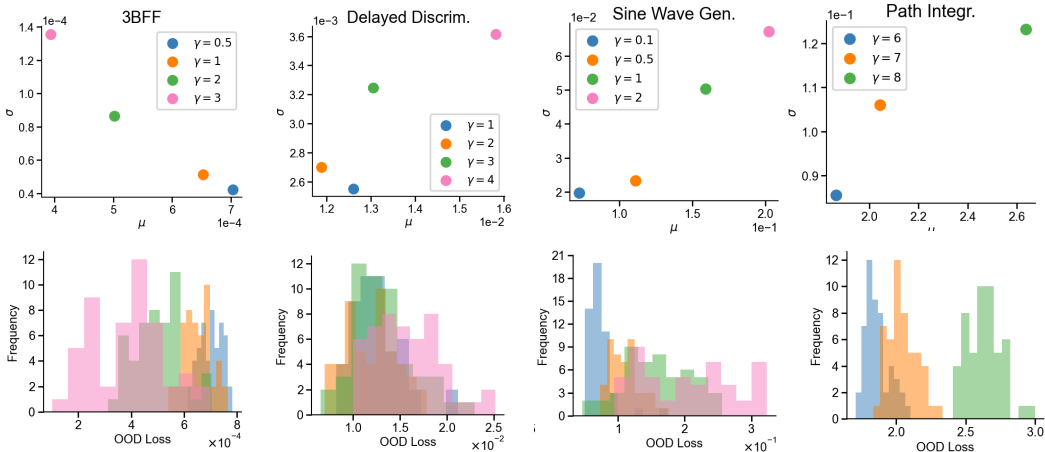 3BFF
Delayed Discrim.
Sine Wave Gen.
Path Integr.
1e−4
1.4
1.2
1.0
0.8
0.6
0.4
σ
γ = 0.5
γ = 1
γ = 2
γ = 3
4
5
6
7
μ
1e−4
1e−3
3.6
3.4
3.2
3.0
2.8
2.6
σ
γ = 1
γ = 2
γ = 3
γ = 4
1.2
1.3
1.4
1.5
1.6
μ
1e−2
1e−2
6
5
4
3
2
σ
γ = 0.1
γ = 0.5
γ = 1
γ = 2
1.0
1.5
2.0
μ
1e−1
1e−1
1.2
1.1
1.0
0.9
σ
γ = 6
γ = 7
γ = 8
2.0
2.2
2.4
2.6
12
10
8
6
4
2
0
Frequency
2
4
6
8
OOD Loss
×10⁻⁴
12
10
8
6
4
2
0
Frequency
1.0
1.5
2.0
2.5
OOD Loss
×10⁻²
21
18
15
12
9
6
3
0
Frequency
1
2
3
OOD Loss
×10⁻¹
12
10
8
6
4
2
0
Frequency
2.0
2.5
3.0
OOD Loss